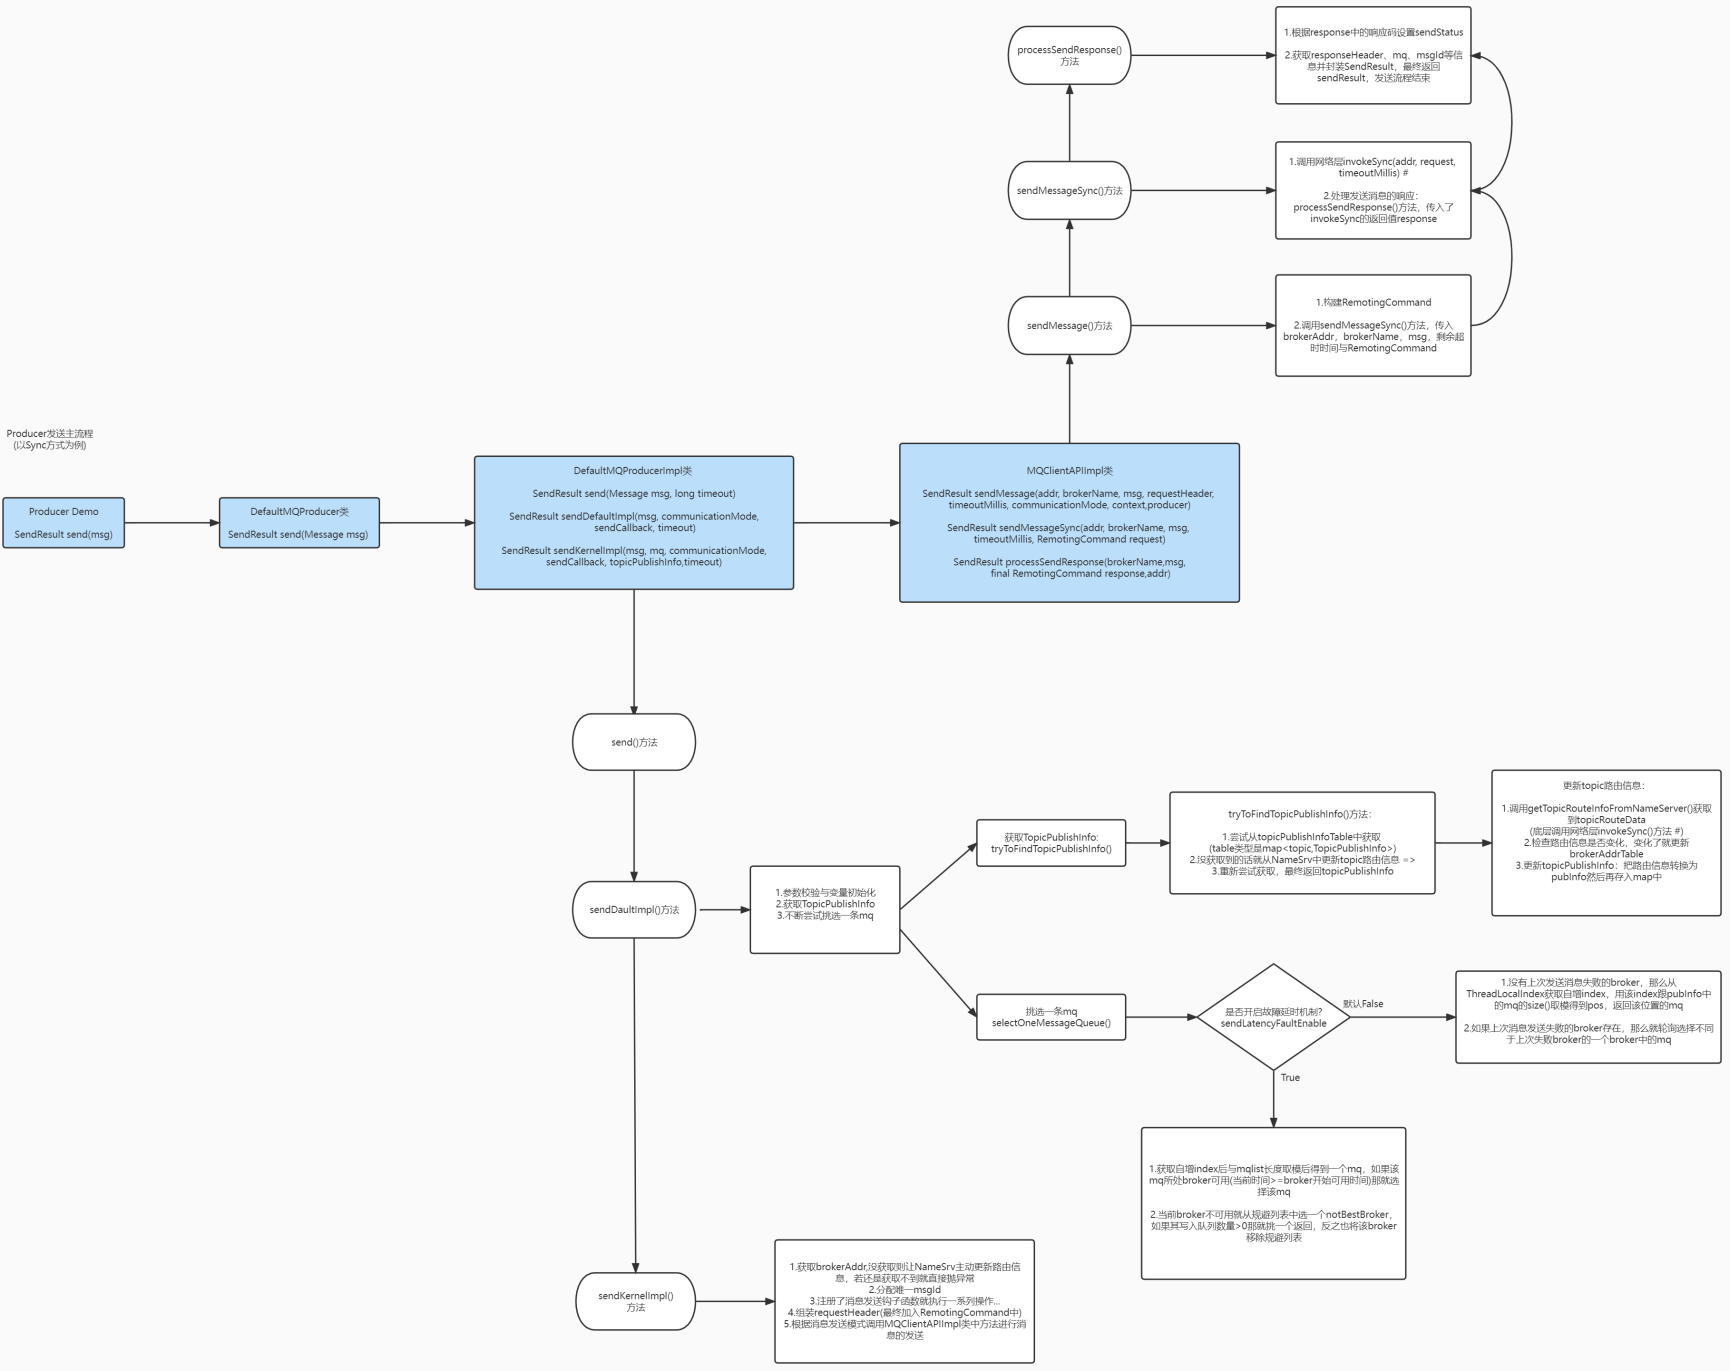 processSendResponse()
方法
1.根据response中的响应码设置sendStatus
2.获取responseHeader、mq、msgId等信
息并封装SendResult，最终返回
sendResult，发送流程结束
sendMessageSync()方法
1.调用网络层invokeSync(addr, request,
timeoutMillis) #
2.处理发送消息的响应：
processSendResponse()方法，传入了
invokeSync的返回值response
sendMessage()方法
1.构建RemotingCommand
2.调用sendMessageSync()方法，传入
brokerAddr，brokerName，msg，剩余超
时时间与RemotingCommand
Producer发送主流程
(以Sync方式为例)
Producer Demo
SendResult send(msg)
DefaultMQProducer类
SendResult send(Message msg)
DefaultMQProducerImpl类
SendResult send(Message msg, long timeout)
SendResult sendDefaultImpl(msg, communicationMode,
sendCallback, timeout)
SendResult sendKernelImpl(msg, mq, communicationMode,
sendCallback, topicPublishInfo,timeout)
MQClientAPIImpl类
SendResult sendMessage(addr, brokerName, msg, requestHeader,
timeoutMillis, communicationMode, context,producer)
SendResult sendMessageSync(addr, brokerName, msg,
timeoutMillis, RemotingCommand request)
SendResult processSendResponse(brokerName,msg,
final RemotingCommand response,addr)
send()方法
sendDaultImpl()方法
1.参数校验与变量初始化
2.获取TopicPublishInfo
3.不断尝试挑选一条mq
获取TopicPublishInfo:
tryToFindTopicPublishInfo()
tryToFindTopicPublishInfo()方法：
1.尝试从topicPublishInfoTable中获取
(table类型是map<topic,TopicPublishInfo>)
2.没获取到的话就从NameSrv中更新topic路由信息 =>
3.重新尝试获取，最终返回topicPublishInfo
更新topic路由信息：
1.调用getTopicRouteInfoFromNameServer()获取
到topicRouteData
(底层调用网络层invokeSync()方法 #)
2.检查路由信息是否变化，变化了就更新
brokerAddrTable
3.更新topicPublishInfo：把路由信息转换为
pubInfo然后再存入map中
挑选一条mq
selectOneMessageQueue()
是否开启故障延时机制?
sendLatencyFaultEnable
默认False
1.没有上次发送消息失败的broker，那么从
ThreadLocalIndex获取自增index，用该index跟pubInfo中
的mq的size()取模得到pos，返回该位置的mq
2.如果上次消息发送失败的broker存在，那么就轮询选择不同
于上次失败broker的一个broker中的mq
True
1.获取自增index后与mqlist长度取模后得到一个mq，如果该
mq所处broker可用(当前时间>=broker开始可用时间)那就选
择该mq
2.当前broker不可用就从规避列表中选一个notBestBroker，
如果其写入队列数量>0那就挑一个返回，反之也将该broker
移除规避列表
sendKernelImpl()
方法
1.获取brokerAddr,没获取则让NameSrv主动更新路由信
息，若还是获取不到就直接抛异常
2.分配唯一msgId
3.注册了消息发送钩子函数就执行一系列操作...
4.组装requestHeader(最终加入RemotingCommand中)
5.根据消息发送模式调用MQClientAPIImpl类中方法进行消
息的发送